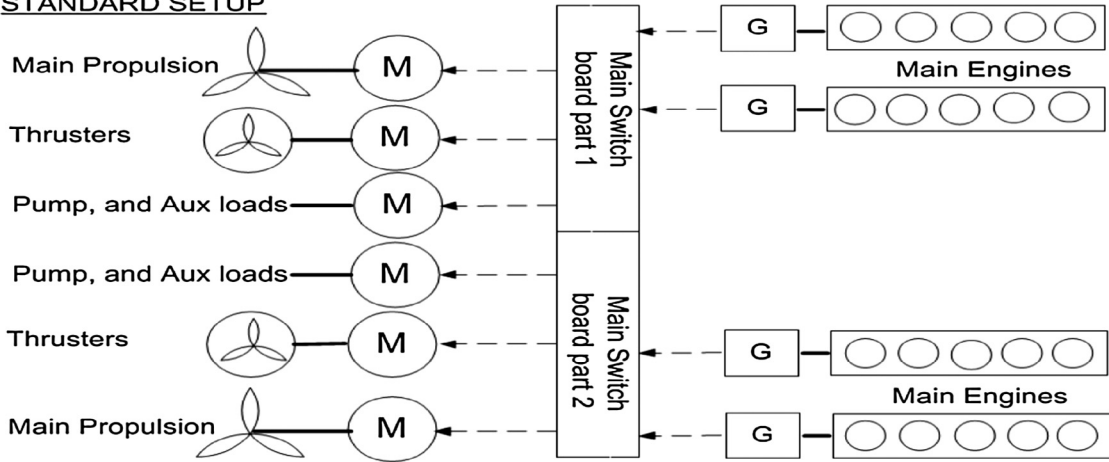 STANDARD SETUP
Main Propulsion
M
Thrusters
M
Pump, and Aux loads
M
Pump, and Aux loads
M
Thrusters
M
Main Propulsion
M
Main Switch
board part 1
Main Switch
board part 2
G
Main Engines
G
G
Main Engines
G